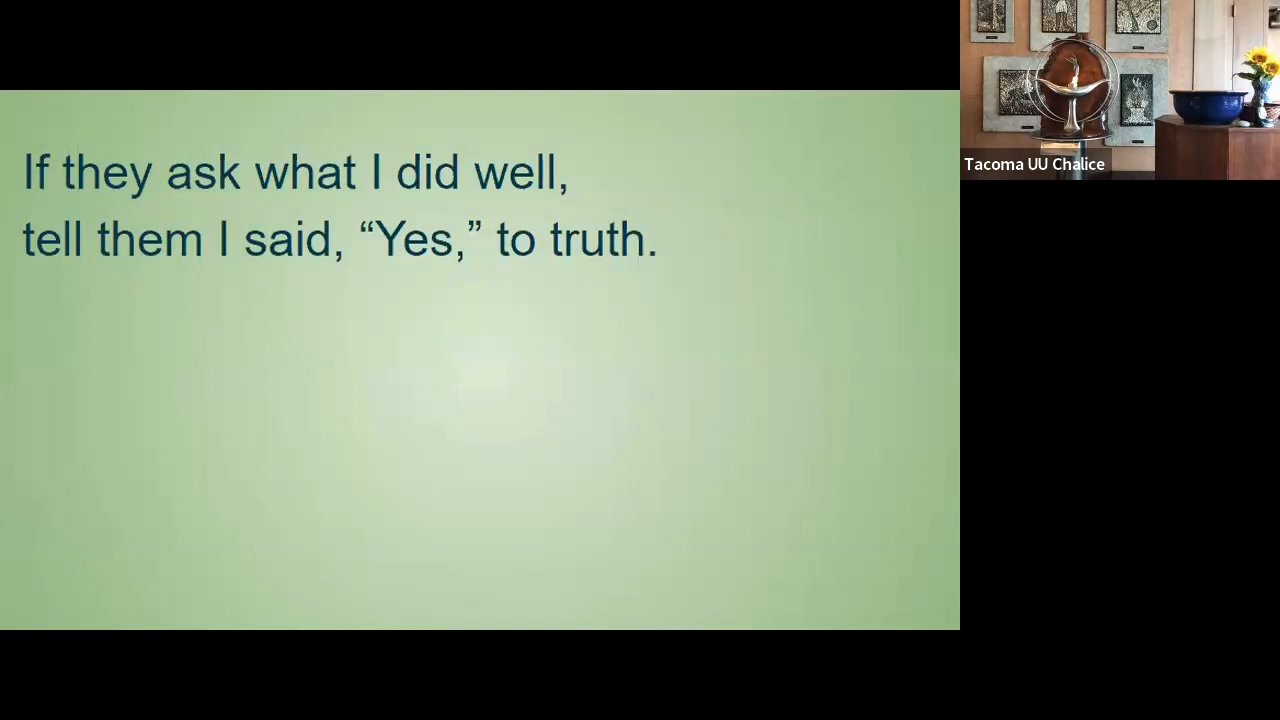 If they ask what I did well,
tell them I said, “Yes,” to truth.
Tacoma UU Chalice